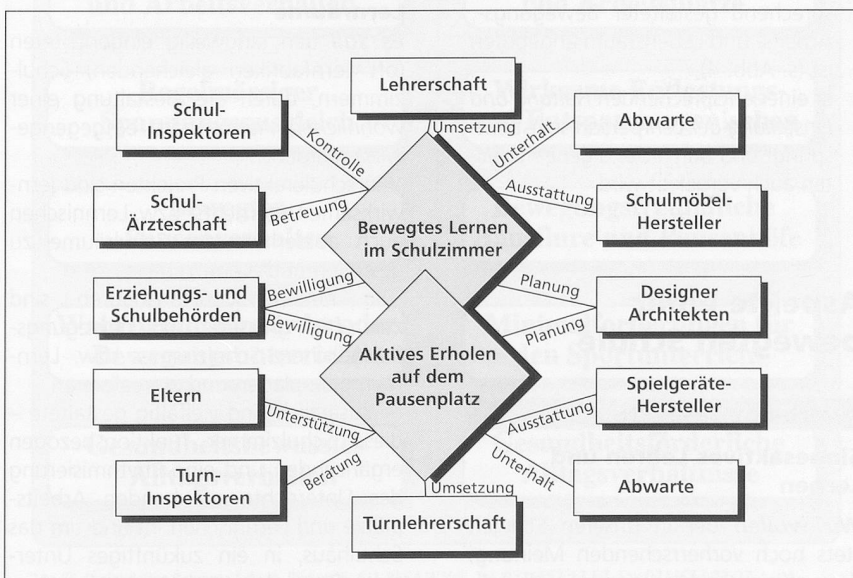 Lehrerschaft
Schul-
Inspektoren
Abwarte
Kontrolle
Umsetzung
Unterhalt
Schul-
Ärzteschaft
Betreuung
Ausstattung
Schulmöbel-
Hersteller
Bewegtes Lernen
im Schulzimmer
Erziehungs- und
Schulbehörden
Bewilligung
Bewilligung
Planung
Planung
Designer
Architekten
Aktives Erholen
auf dem
Pausenplatz
Eltern
Unterstützung
Ausstattung
Spielgeräte-
Hersteller
Turn-
Inspektoren
Beratung
Umsetzung
Unterhalt
Abwarte
Turnlehrerschaft